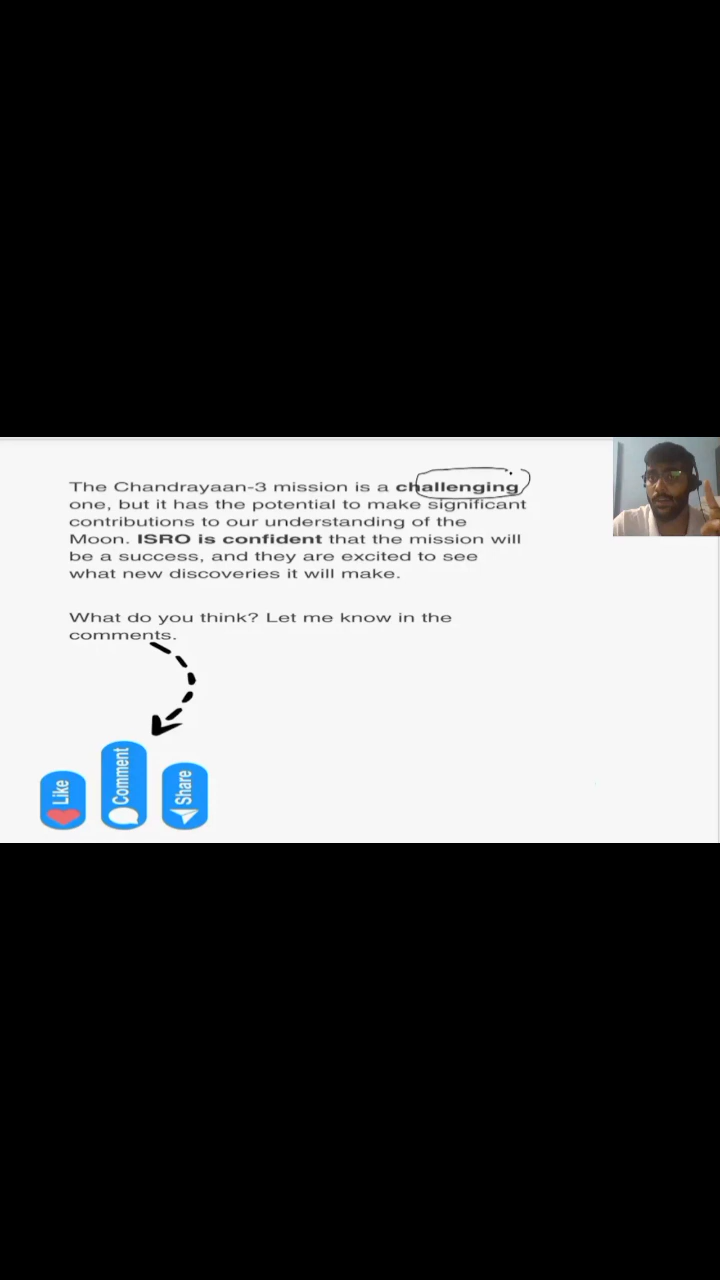 The Chandrayaan-3 mission is a challenging
one, but it has the potential to make significant
contributions to our understanding of the
Moon. ISRO is confident that the mission will
be a success, and they are excited to see
what new discoveries it will make.
What do you think? Let me know in the
comments.
Like
Comment
Share